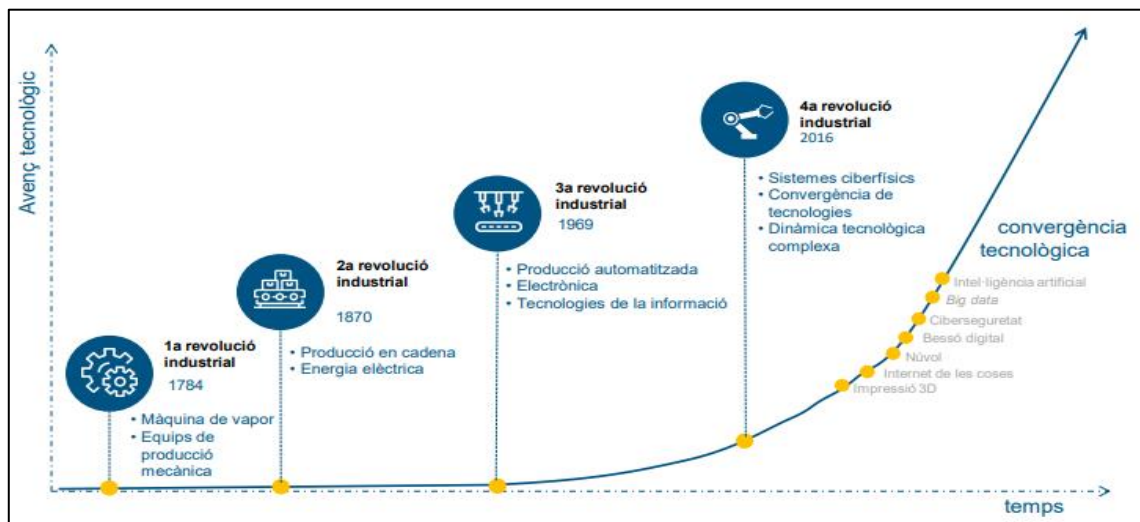 Avenç tecnològic
1a revolució
industrial
1784
• Màquina de vapor
• Equips de
producció
mecànica
2a revolució
industrial
1870
• Producció en cadena
• Energia elèctrica
3a revolució
industrial
1969
• Producció automatitzada
• Electrònica
• Tecnologies de la informació
4a revolució
industrial
2016
• Sistemes ciberfísics
• Convergència de
tecnologies
• Dinàmica tecnològica
complexa
convergència
tecnològica
Intel·ligència artificial
Big data
Ciberseguretat
Bessó digital
Núvol
Internet de les coses
Impressió 3D
temps